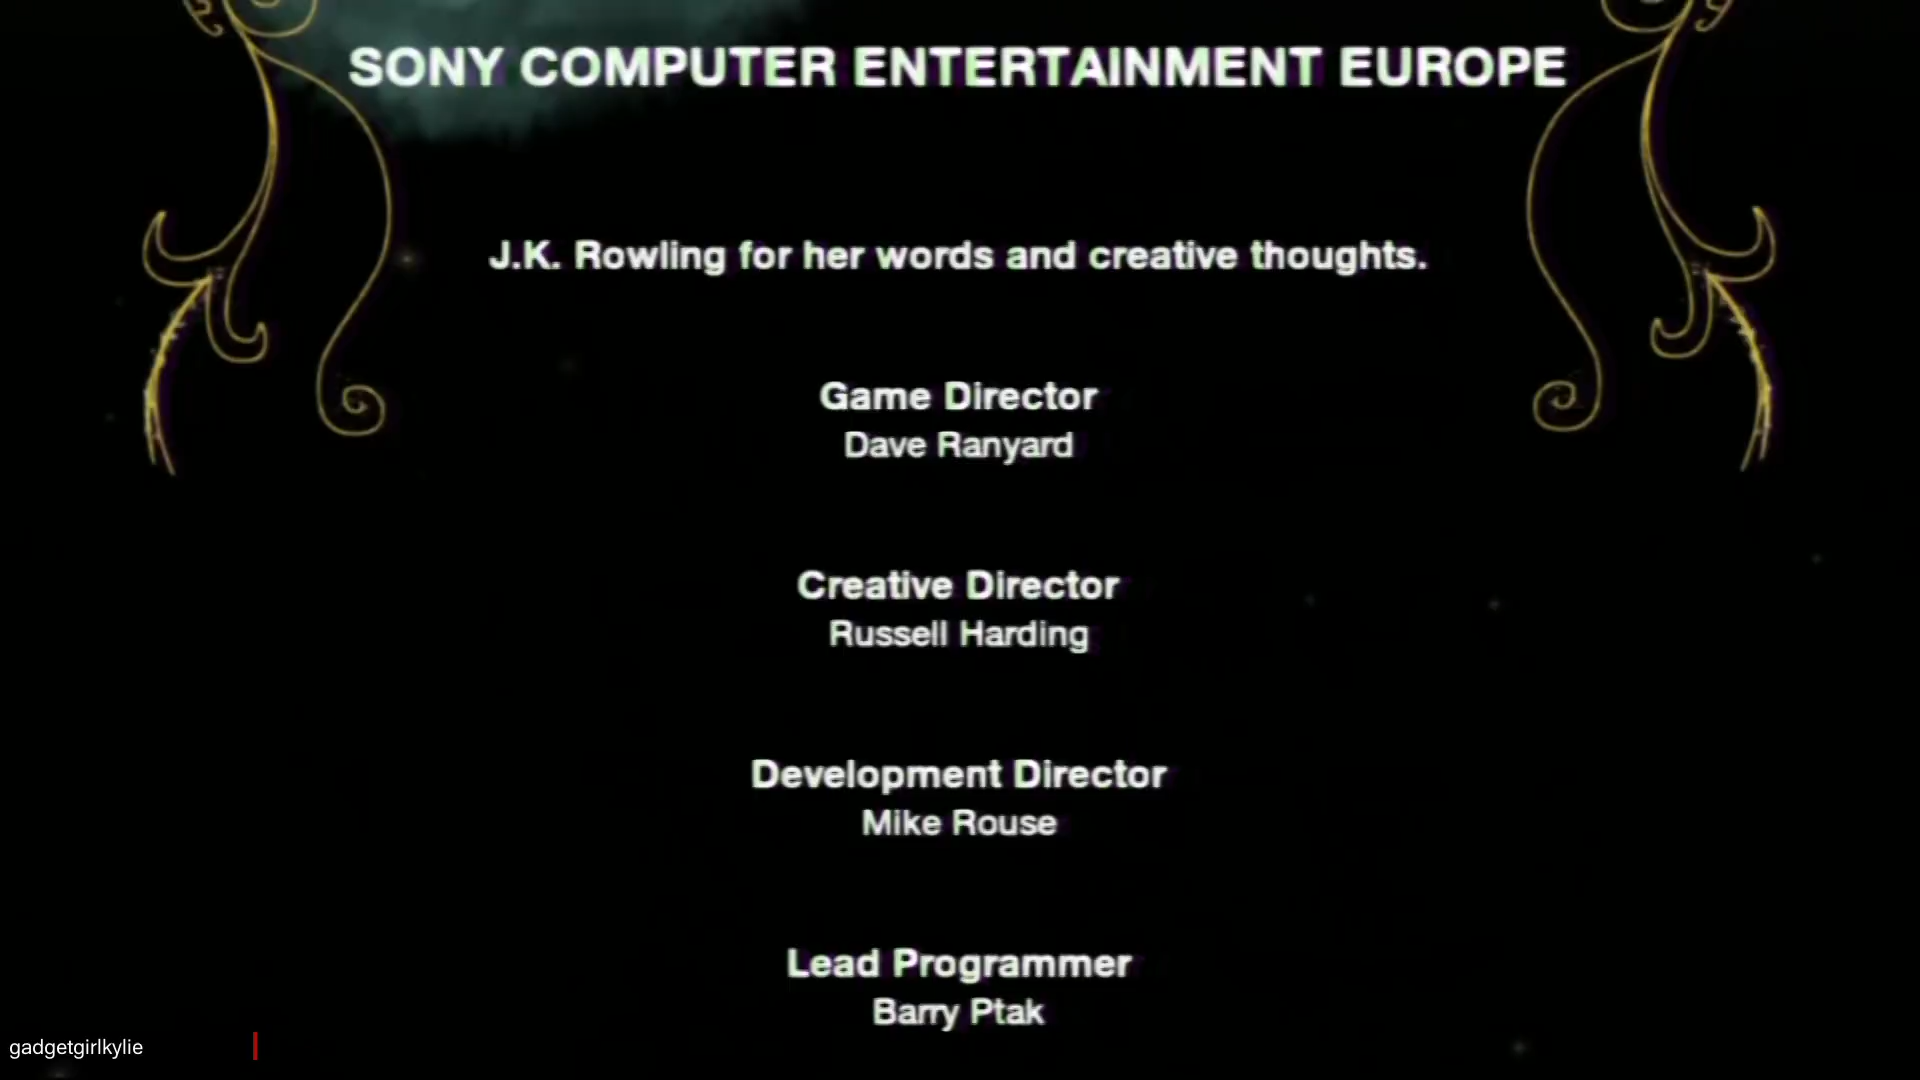 SONY COMPUTER ENTERTAINMENT EUROPE
J.K. Rowling for her words and creative thoughts.
Game Director
Dave Ranyard
Creative Director
Russell Harding
Development Director
Mike Rouse
Lead Programmer
Barry Ptak
gadgetgirlkylie